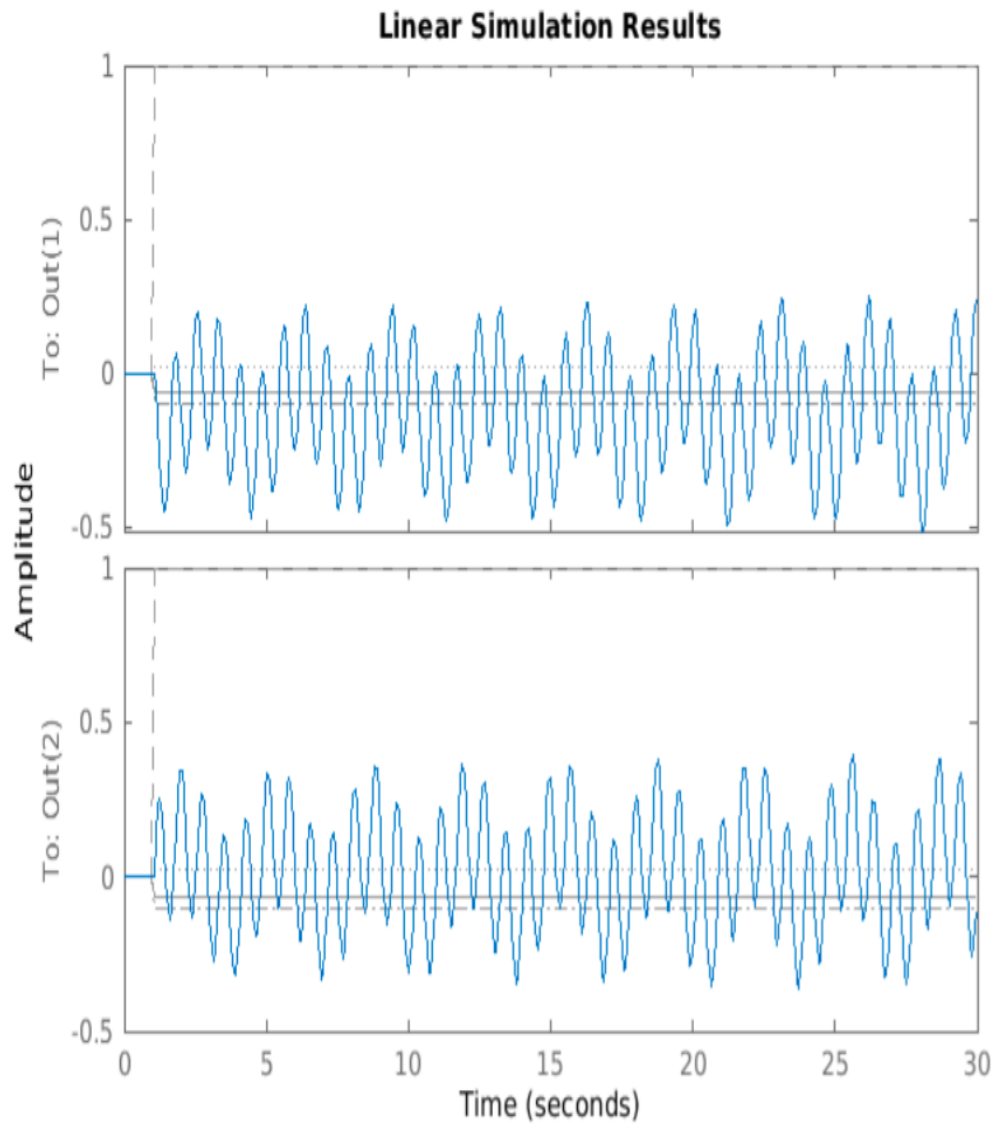 Linear Simulation Results
Amplitude
To: Out(1)
1
0.5
0
-0.5
To: Out(2)
1
0.5
0
-0.5
0 5 10 15 20 25 30
Time (seconds)